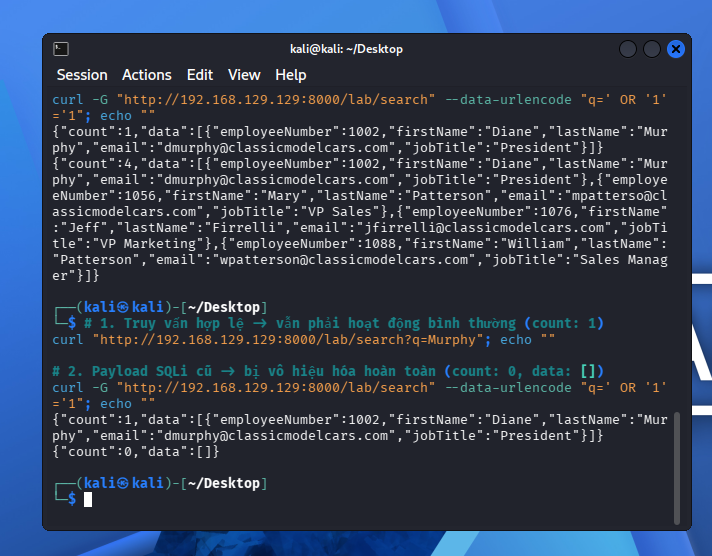 kali@kali: ~/Desktop
Session Actions Edit View Help
curl -G "http://192.168.129.129:8000/lab/search" --data-urlencode "q=' OR '1'
='1"; echo ""
{"count":1,"data":[{"employeeNumber":1002,"firstName":"Diane","lastName":"Mur
phy","email":"dmurphy@classicmodelcars.com","jobTitle":"President"}]}
{"count":4,"data":[{"employeeNumber":1002,"firstName":"Diane","lastName":"Mur
phy","email":"dmurphy@classicmodelcars.com","jobTitle":"President"},{"employe
eNumber":1056,"firstName":"Mary","lastName":"Patterson","email":"mpatterso@cl
assicmodelcars.com","jobTitle":"VP Sales"},{"employeeNumber":1076,"firstName"
:"Jeff","lastName":"Firrelli","email":"jfirrelli@classicmodelcars.com","jobTi
tle":"VP Marketing"},{"employeeNumber":1088,"firstName":"William","lastName":
"Patterson","email":"wpatterson@classicmodelcars.com","jobTitle":"Sales Manag
er"}]}
┌──(kali㉿kali)-[~/Desktop]
└─$ # 1. Truy vấn hợp lệ → vẫn phải hoạt động bình thường (count: 1)
curl "http://192.168.129.129:8000/lab/search?q=Murphy"; echo ""
# 2. Payload SQLi cũ → bị vô hiệu hóa hoàn toàn (count: 0, data: [])
curl -G "http://192.168.129.129:8000/lab/search" --data-urlencode "q=' OR '1'
='1"; echo ""
{"count":1,"data":[{"employeeNumber":1002,"firstName":"Diane","lastName":"Mur
phy","email":"dmurphy@classicmodelcars.com","jobTitle":"President"}]}
{"count":0,"data":[]}
┌──(kali㉿kali)-[~/Desktop]
└─$